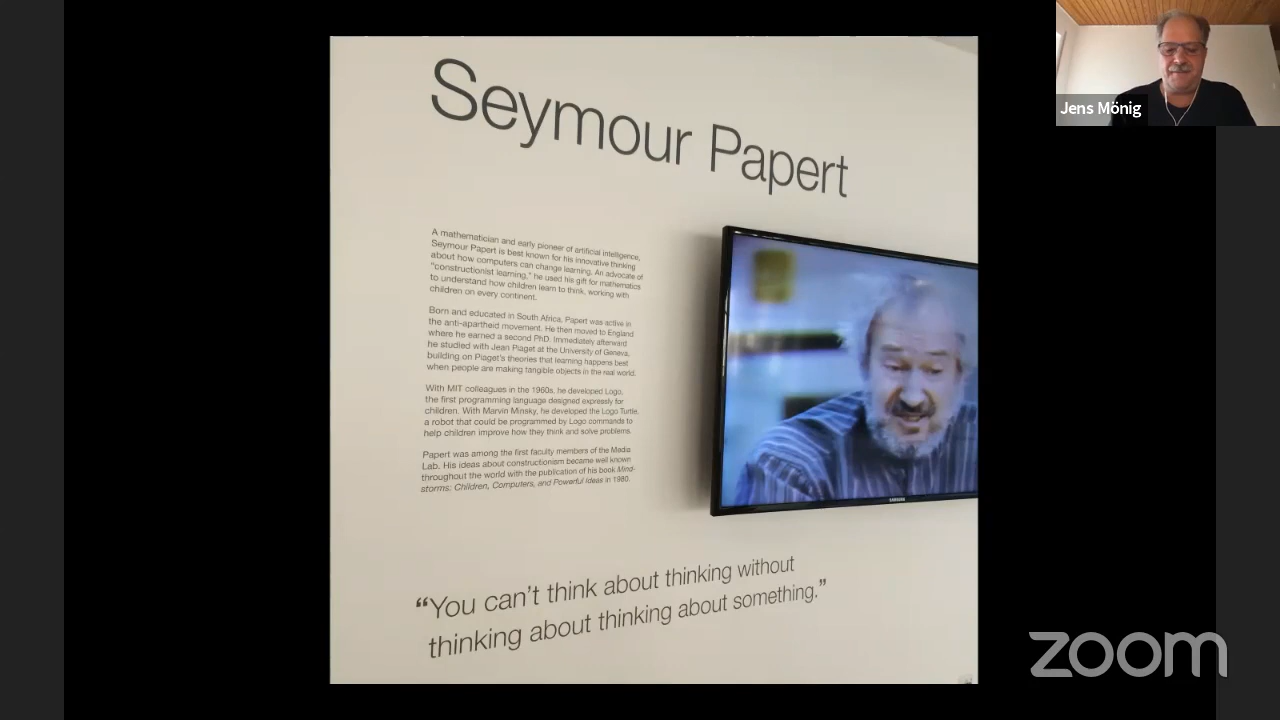 Seymour Papert
Jens Mönig
A mathematician and early pioneer of artificial intelligence,
Seymour Papert is best known for his innovative thinking
about how computers can change learning. An advocate of
"constructionist learning," he used his gift for mathematics
to understand how children learn to think, working with
children on every continent.
Born and educated in South Africa, Papert was active in
the anti-apartheid movement. He then moved to England
where he earned a second PhD. Immediately afterward
he studied with Jean Piaget at the University of Geneva,
building on Piaget's theories that learning happens best
when people are making tangible objects in the real world.
With MIT colleagues in the 1960s, he developed Logo,
the first programming language designed expressly for
children. With Marvin Minsky, he developed the Logo Turtle,
a robot that could be programmed by Logo commands to
help children improve how they think and solve problems.
Papert was among the first faculty members of the Media
Lab. His ideas about constructionism became well known
throughout the world with the publication of his book Mind-
storms: Children, Computers, and Powerful Ideas in 1980.
SAMSUNG
“You can’t think about thinking without
thinking about thinking about something.”
zoom